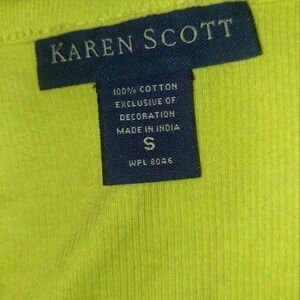 KAREN SCOTT
100% COTTON
EXCLUSIVE OF
DECORATION
MADE IN INDIA
S
WPL 8046